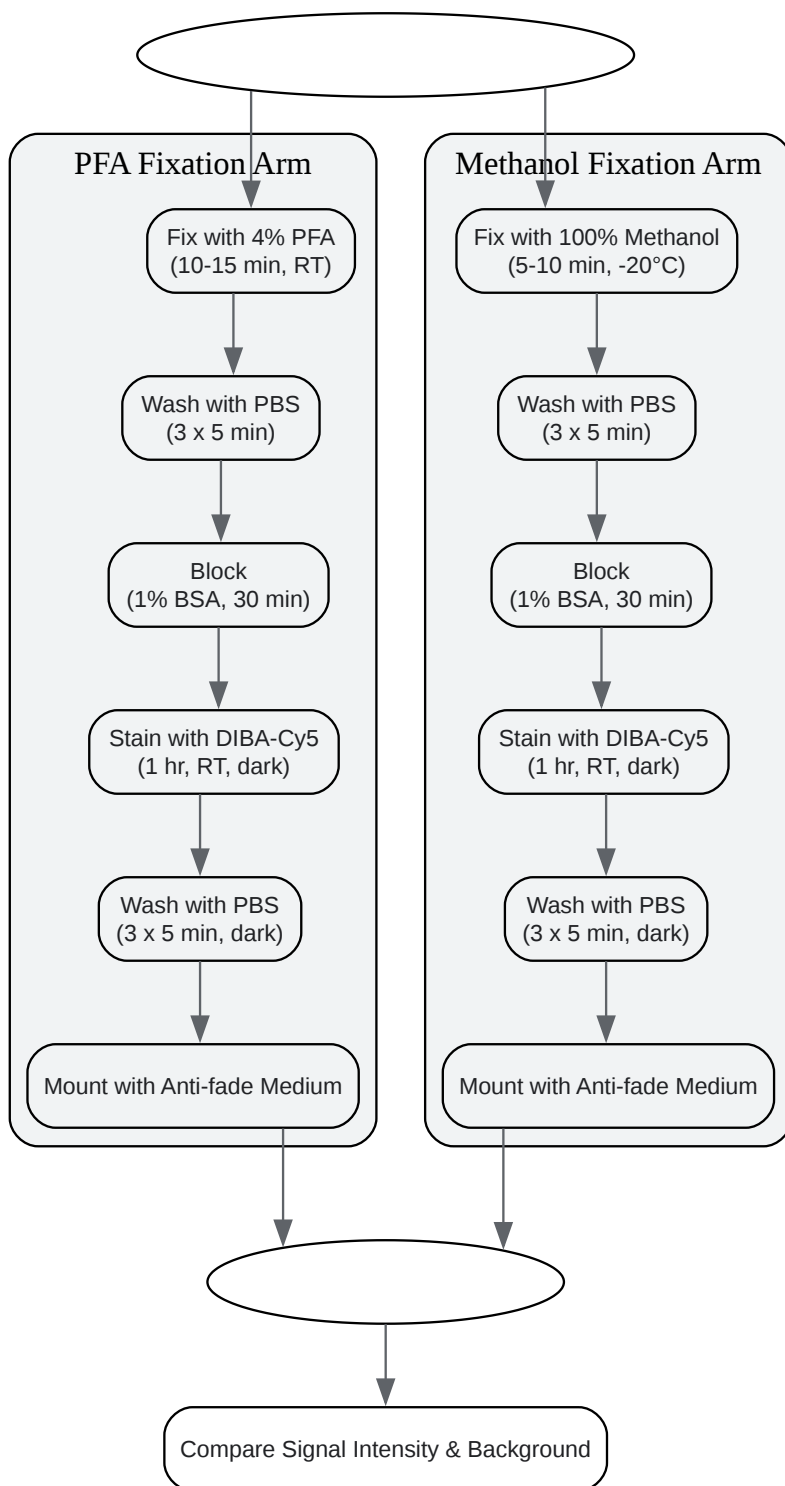 PFA Fixation Arm
Fix with 4% PFA
(10-15 min, RT)
Wash with PBS
(3 x 5 min)
Block
(1% BSA, 30 min)
Stain with DIBA-Cy5
(1 hr, RT, dark)
Wash with PBS
(3 x 5 min, dark)
Mount with Anti-fade Medium
Methanol Fixation Arm
Fix with 100% Methanol
(5-10 min, -20°C)
Wash with PBS
(3 x 5 min)
Block
(1% BSA, 30 min)
Stain with DIBA-Cy5
(1 hr, RT, dark)
Wash with PBS
(3 x 5 min, dark)
Mount with Anti-fade Medium
Compare Signal Intensity & Background